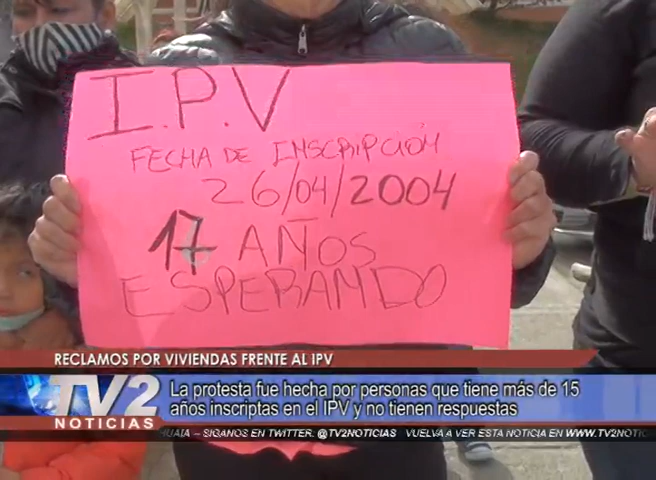 I.P.V
FECHA DE INSCRIPCIÓN
26/04/2004
17 AÑOS
ESPERANDO
RECLAMOS POR VIVIENDAS FRENTE AL IPV
TV2
NOTICIAS
La protesta fue hecha por personas que tiene más de 15
años inscriptas en el IPV y no tienen respuestas
- SIGANOS EN TWITTER: @TV2NOTICIAS VUELVA A VER ESTA NOTICIA EN WWW.TV2NOTIC